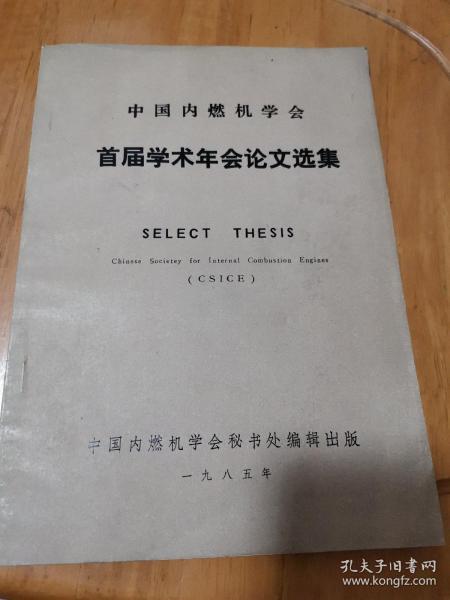 中国内燃机学会
首届学术年会论文选集
SELECT THESIS
Chinese Societey for Internal Combustion Engines
(CSICE)
中国内燃机学会秘书处编辑出版
一九八五年
孔夫子旧书网
www.kongfz.com